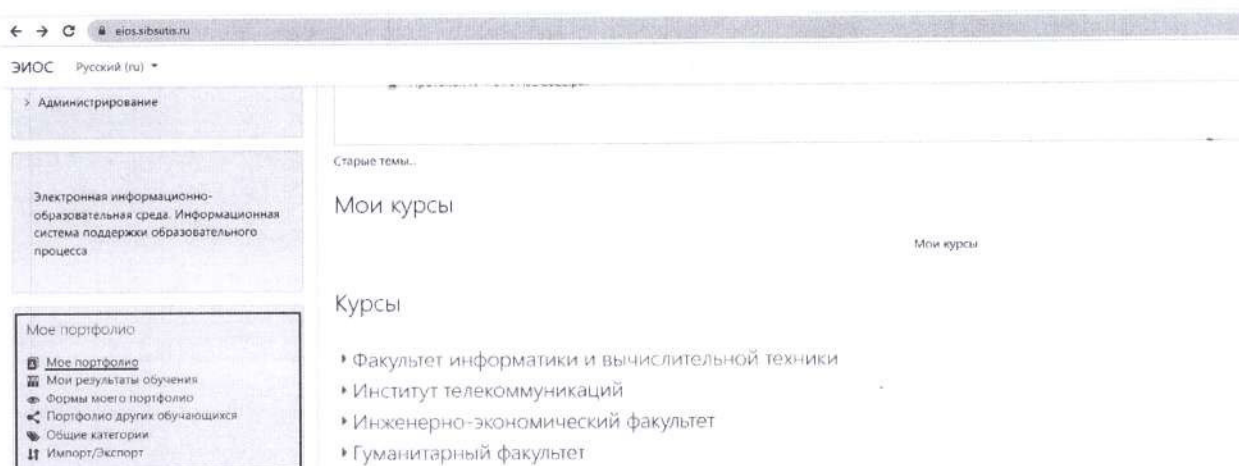 eios.sibsutis.ru
ЭИОС Русский (ru)
Администрирование
Электронная информационно-
образовательная среда. Информационная
система поддержки образовательного
процесса
Мое портфолио
Мое портфолио
Мои результаты обучения
Формы моего портфолио
Портфолио других обучающихся
Общие категории
Импорт/Экспорт
Старые темы...
Мои курсы
Мои курсы
Курсы
Факультет информатики и вычислительной техники
Институт телекоммуникаций
Инженерно-экономический факультет
Гуманитарный факультет